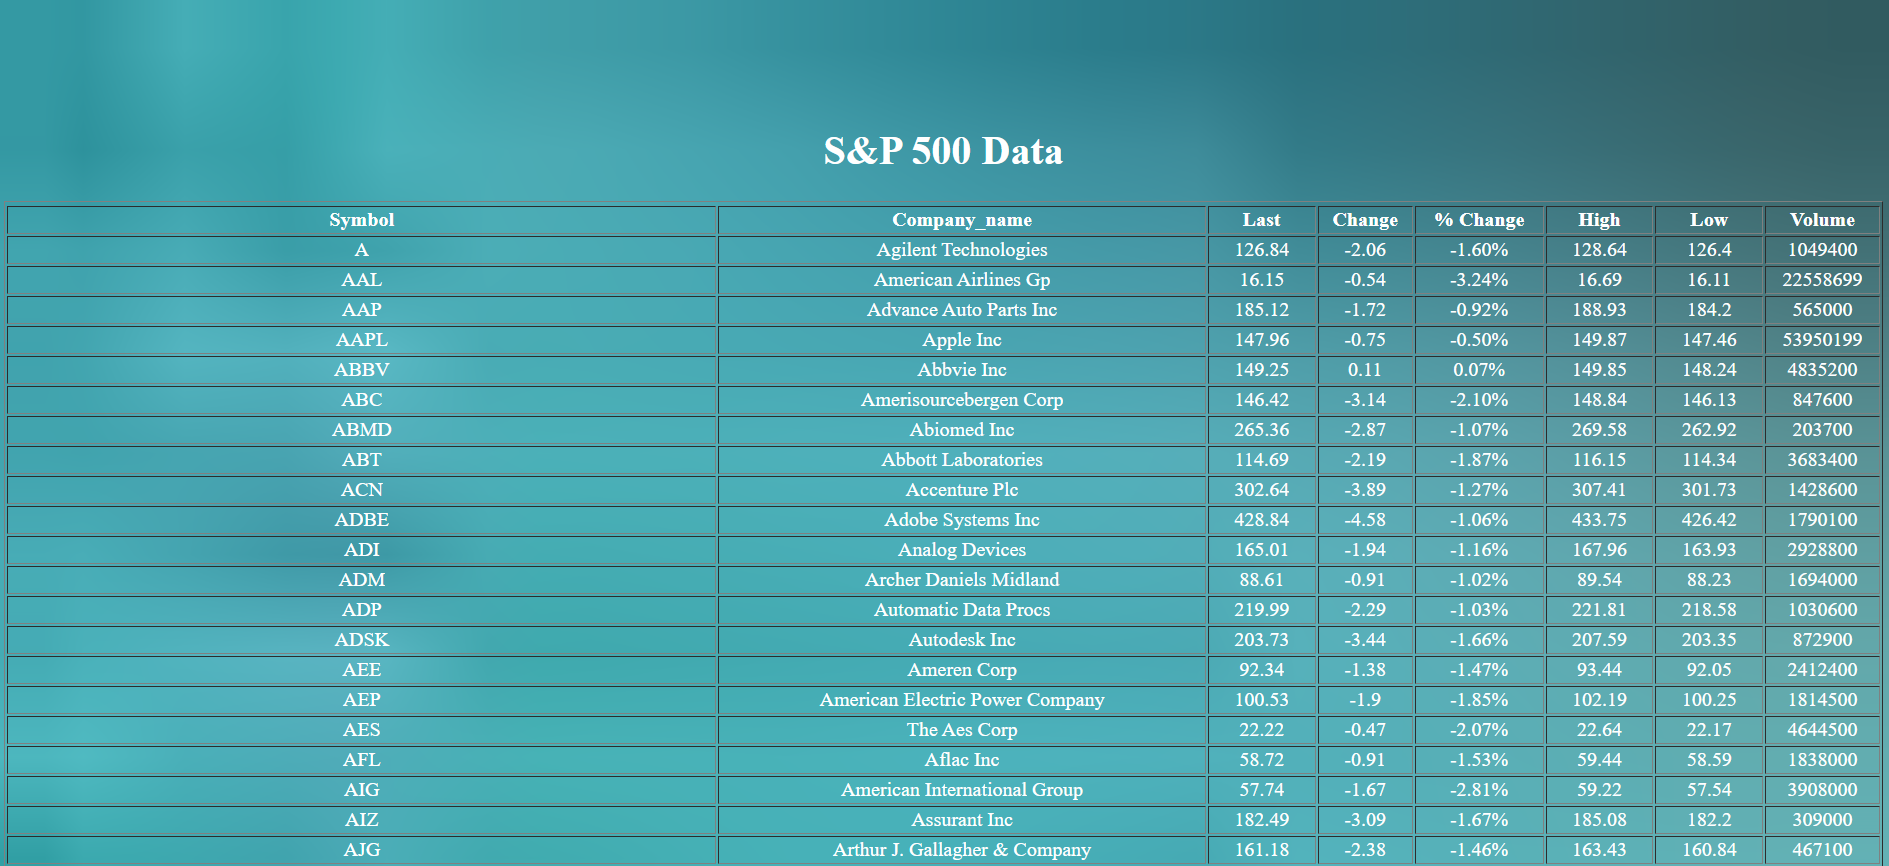 S&P 500 Data
Symbol Company_name Last Change % Change High Low Volume
A Agilent Technologies 126.84 -2.06 -1.60% 128.64 126.4 1049400
AAL American Airlines Gp 16.15 -0.54 -3.24% 16.69 16.11 22558699
AAP Advance Auto Parts Inc 185.12 -1.72 -0.92% 188.93 184.2 565000
AAPL Apple Inc 147.96 -0.75 -0.50% 149.87 147.46 53950199
ABBV Abbvie Inc 149.25 0.11 0.07% 149.85 148.24 4835200
ABC Amerisourcebergen Corp 146.42 -3.14 -2.10% 148.84 146.13 847600
ABMD Abiomed Inc 265.36 -2.87 -1.07% 269.58 262.92 203700
ABT Abbott Laboratories 114.69 -2.19 -1.87% 116.15 114.34 3683400
ACN Accenture Plc 302.64 -3.89 -1.27% 307.41 301.73 1428600
ADBE Adobe Systems Inc 428.84 -4.58 -1.06% 433.75 426.42 1790100
ADI Analog Devices 165.01 -1.94 -1.16% 167.96 163.93 2928800
ADM Archer Daniels Midland 88.61 -0.91 -1.02% 89.54 88.23 1694000
ADP Automatic Data Procs 219.99 -2.29 -1.03% 221.81 218.58 1030600
ADSK Autodesk Inc 203.73 -3.44 -1.66% 207.59 203.35 872900
AEE Ameren Corp 92.34 -1.38 -1.47% 93.44 92.05 2412400
AEP American Electric Power Company 100.53 -1.9 -1.85% 102.19 100.25 1814500
AES The Aes Corp 22.22 -0.47 -2.07% 22.64 22.17 4644500
AFL Aflac Inc 58.72 -0.91 -1.53% 59.44 58.59 1838000
AIG American International Group 57.74 -1.67 -2.81% 59.22 57.54 3908000
AIZ Assurant Inc 182.49 -3.09 -1.67% 185.08 182.2 309000
AJG Arthur J. Gallagher & Company 161.18 -2.38 -1.46% 163.43 160.84 467100